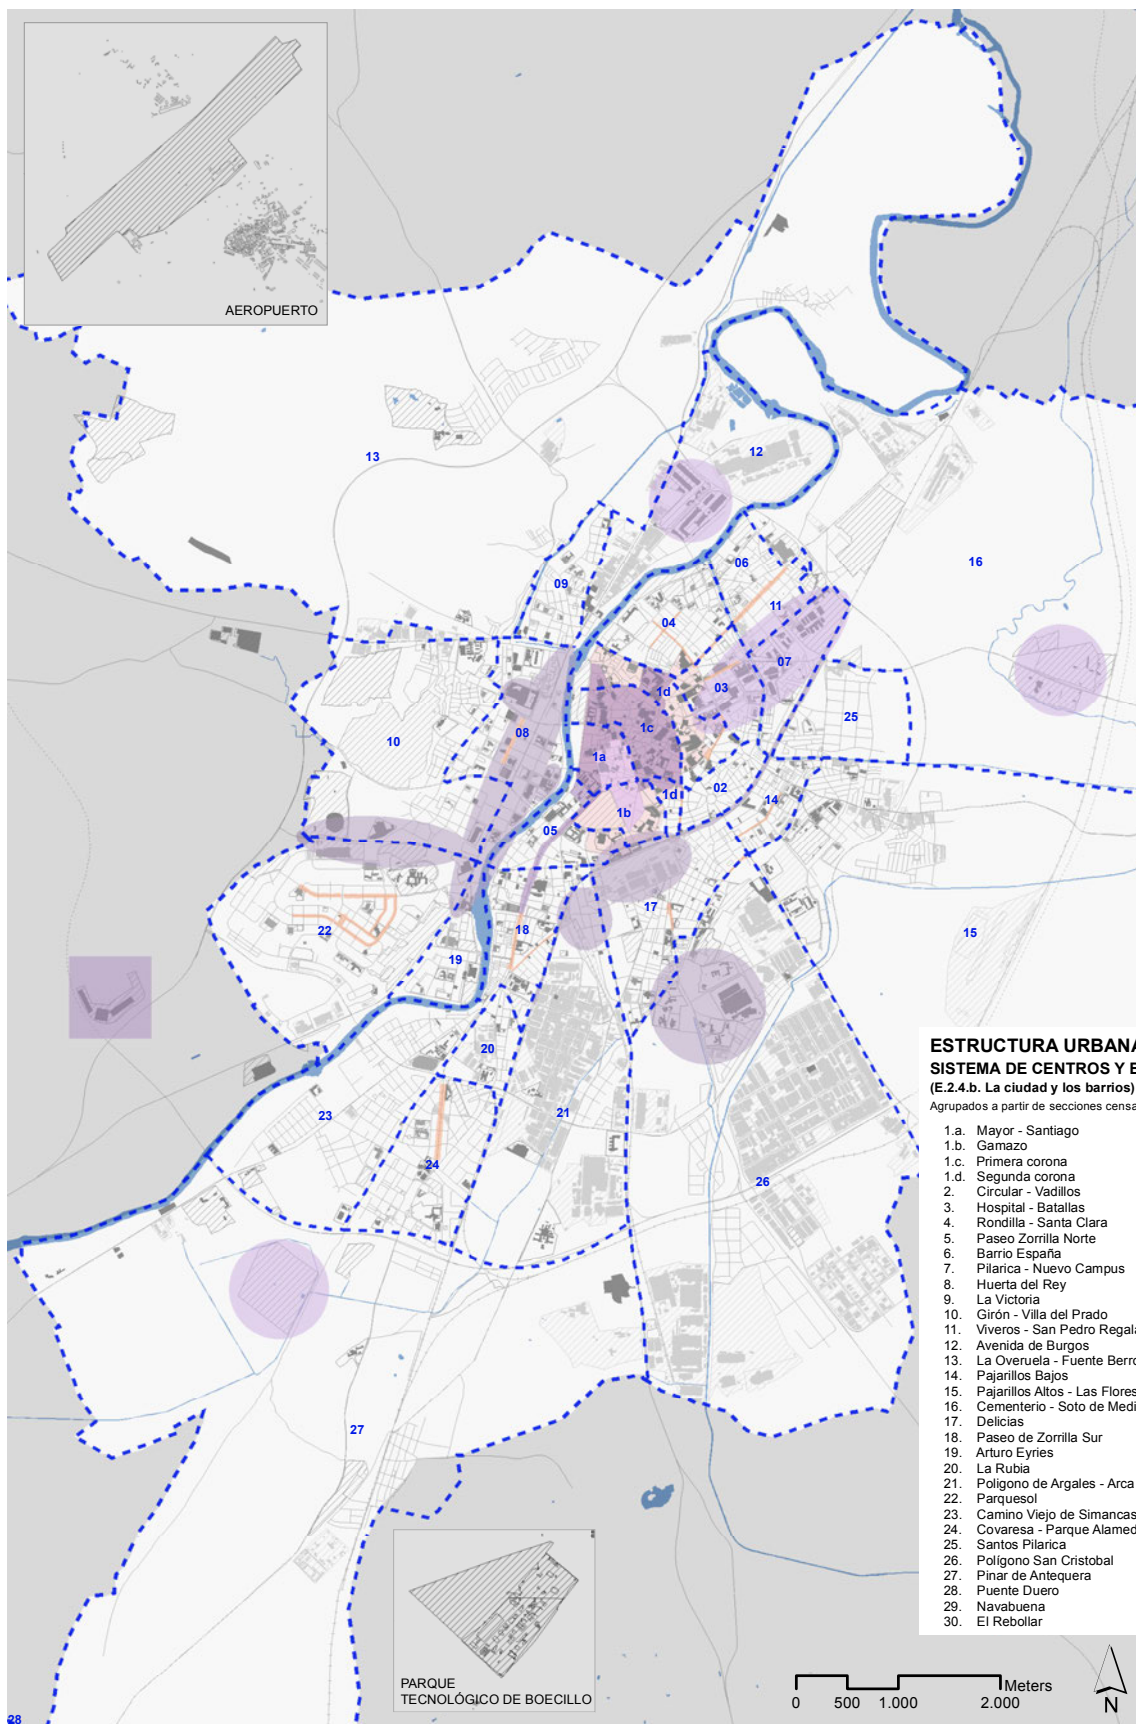 AEROPUERTO
13
12
16
09
06
11
04
07
03
1d
25
1c
08
10
1a
02
1d
14
1b
05
17
22
18
15
19
20
23
21
24
26
27
28
ESTRUCTURA URBANA
SISTEMA DE CENTROS Y E
(E.2.4.b. La ciudad y los barrios)
Agrupados a partir de secciones censa
1.a. Mayor - Santiago
1.b. Gamazo
1.c. Primera corona
1.d. Segunda corona
2. Circular - Vadillos
3. Hospital - Batallas
4. Rondilla - Santa Clara
5. Paseo Zorrilla Norte
6. Barrio España
7. Pilarica - Nuevo Campus
8. Huerta del Rey
9. La Victoria
10. Girón - Villa del Prado
11. Viveros - San Pedro Regala
12. Avenida de Burgos
13. La Overuela - Fuente Berro
14. Pajarillos Bajos
15. Pajarillos Altos - Las Flores
16. Cementerio - Soto de Medi
17. Delicias
18. Paseo de Zorrilla Sur
19. Arturo Eyries
20. La Rubia
21. Poligono de Argales - Arca
22. Parquesol
23. Camino Viejo de Simancas
24. Covaresa - Parque Alamed
25. Santos Pilarica
26. Polígono San Cristobal
27. Pinar de Antequera
28. Puente Duero
29. Navabuena
30. El Rebollar
PARQUE
TECNOLÓGICO DE BOECILLO
Meters
0 500 1.000 2.000
N